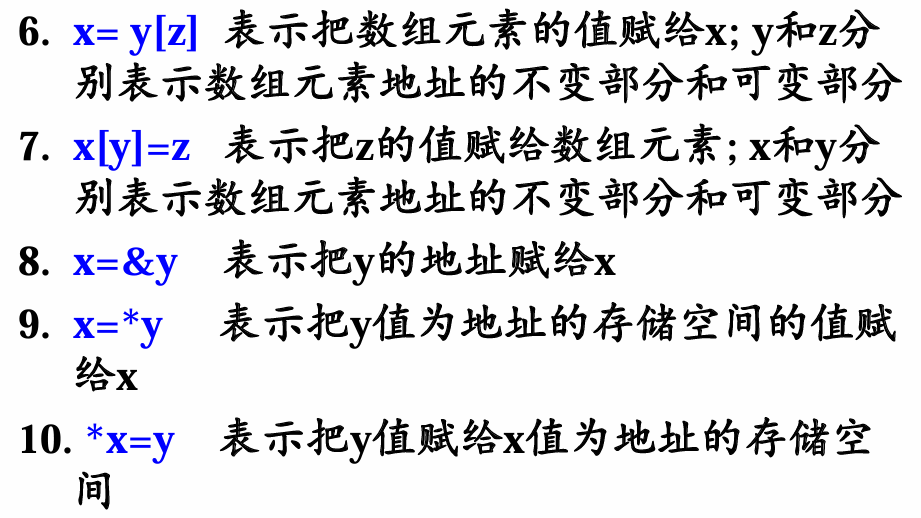 6. x= y[z] 表示把数组元素的值赋给x; y和z分
别表示数组元素地址的不变部分和可变部分
7. x[y]=z 表示把z的值赋给数组元素; x和y分
别表示数组元素地址的不变部分和可变部分
8. x=&y 表示把y的地址赋给x
9. x=*y 表示把y值为地址的存储空间的值赋
给x
10. *x=y 表示把y值赋给x值为地址的存储空
间